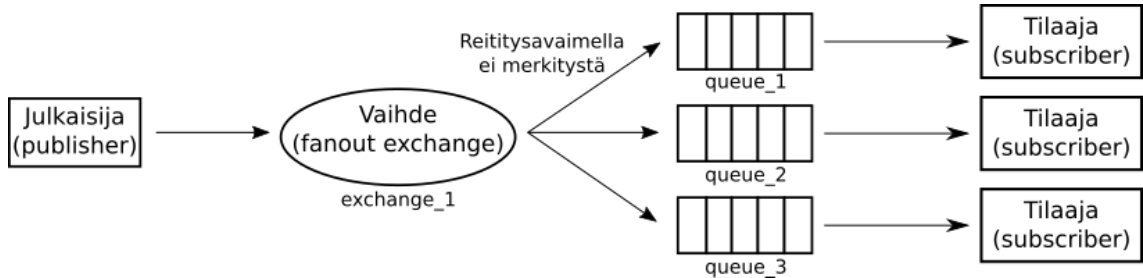 Julkaisija
(publisher)
Vaihde
(fanout exchange)
exchange_1
Reititysavaimella
ei merkitystä
queue_1
Tilaaja
(subscriber)
queue_2
Tilaaja
(subscriber)
queue_3
Tilaaja
(subscriber)